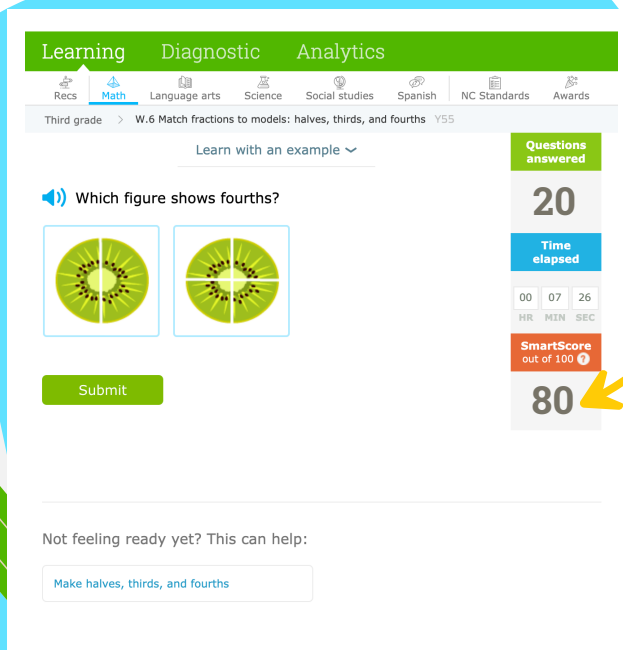 Learning Diagnostic Analytics
Recs Math Language arts Science Social studies Spanish NC Standards Awards
Third grade > W.6 Match fractions to models: halves, thirds, and fourths Y55
Learn with an example
Questions
answered
20
Which figure shows fourths?
Time
elapsed
00 07 26
HR MIN SEC
SmartScore
out of 100 ?
80
Submit
Not feeling ready yet? This can help:
Make halves, thirds, and fourths